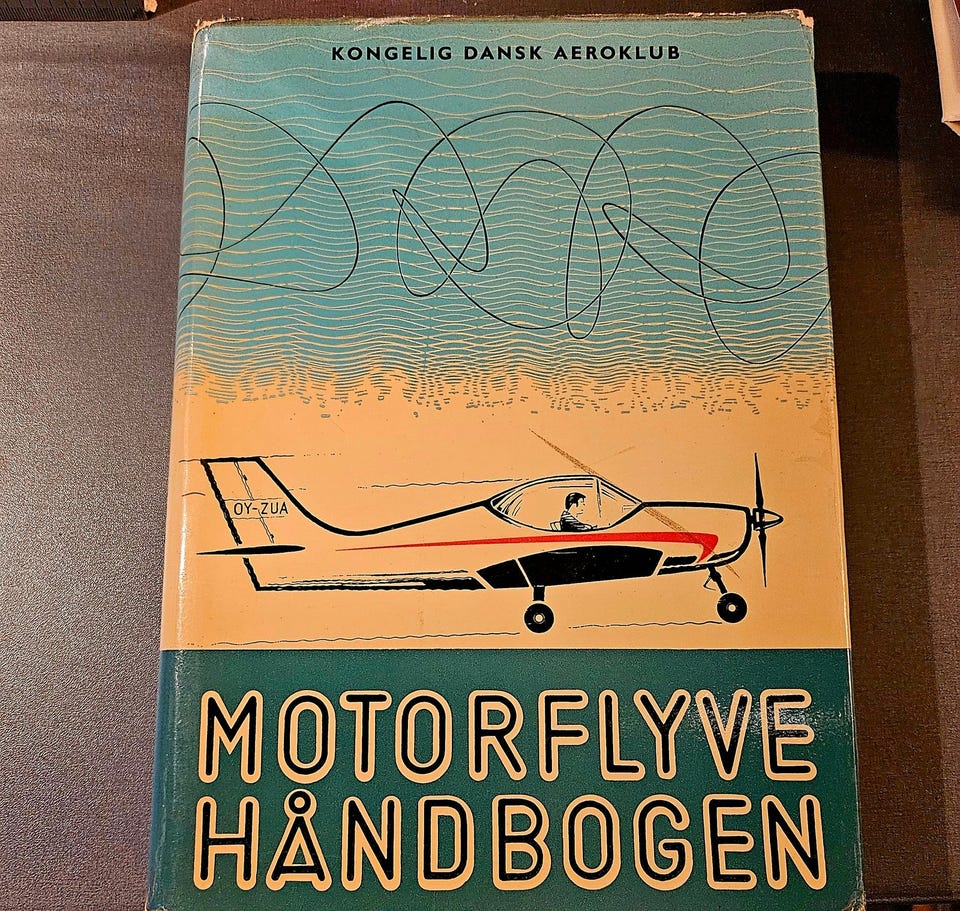 KONGELIG DANSK AEROKLUB
OY-ZUA
MOTORFLYVE
HÅNDBOGEN